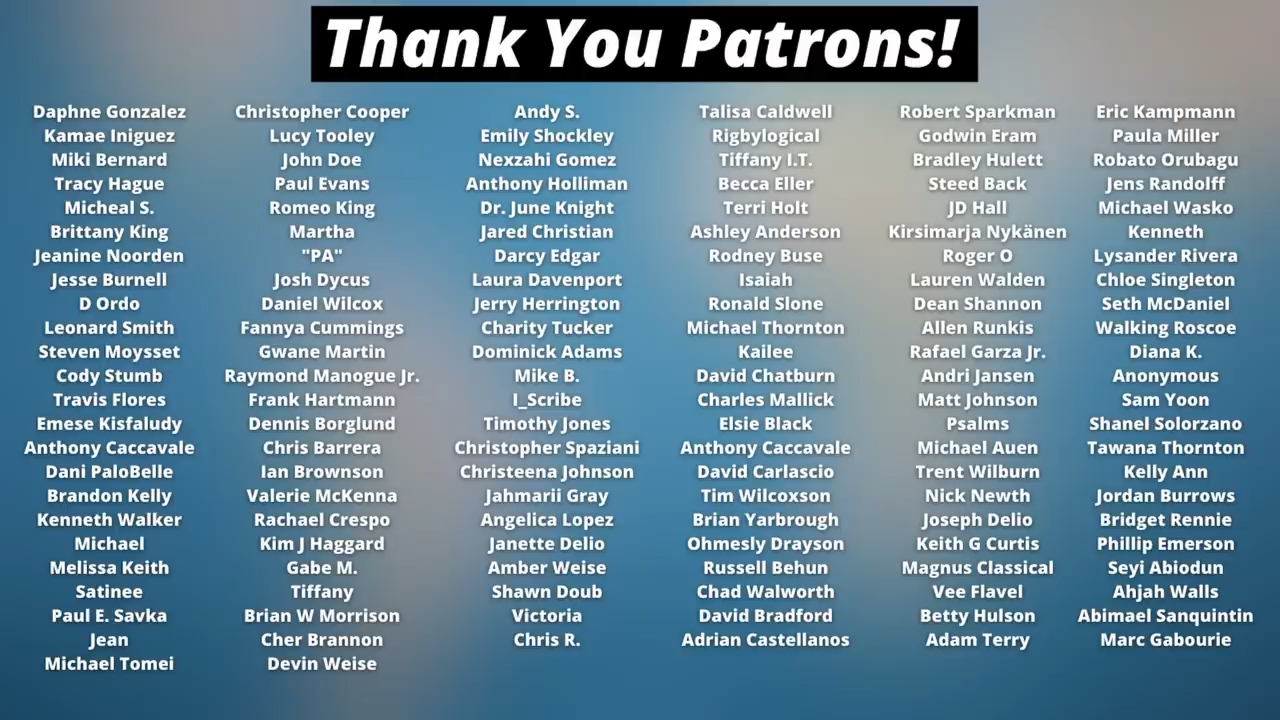 Thank You Patrons!
Daphne Gonzalez
Kamae Iniguez
Miki Bernard
Tracy Hague
Micheal S.
Brittany King
Jeanine Noorden
Jesse Burnell
D Ordo
Leonard Smith
Steven Moysset
Cody Stumb
Travis Flores
Emese Kisfaludy
Anthony Caccavale
Dani PaloBelle
Brandon Kelly
Kenneth Walker
Michael
Melissa Keith
Satinee
Paul E. Savka
Jean
Michael Tomei
Christopher Cooper
Lucy Tooley
John Doe
Paul Evans
Romeo King
Martha
"PA"
Josh Dycus
Daniel Wilcox
Fannya Cummings
Gwane Martin
Raymond Manogue Jr.
Frank Hartmann
Dennis Borglund
Chris Barrera
Ian Brownson
Valerie McKenna
Rachael Crespo
Kim J Haggard
Gabe M.
Tiffany
Brian W Morrison
Cher Brannon
Devin Weise
Andy S.
Emily Shockley
Nexzahi Gomez
Anthony Holliman
Dr. June Knight
Jared Christian
Darcy Edgar
Laura Davenport
Jerry Herrington
Charity Tucker
Dominick Adams
Mike B.
I_Scribe
Timothy Jones
Christopher Spaziani
Christeena Johnson
Jahmarii Gray
Angelica Lopez
Janette Delio
Amber Weise
Shawn Doub
Victoria
Chris R.
Talisa Caldwell
Rigbylogical
Tiffany I.T.
Becca Eller
Terri Holt
Ashley Anderson
Rodney Buse
Isaiah
Ronald Slone
Michael Thornton
Kailee
David Chatburn
Charles Mallick
Elsie Black
Anthony Caccavale
David Carlascio
Tim Wilcoxson
Brian Yarbrough
Ohmesly Drayson
Russell Behun
Chad Walworth
David Bradford
Adrian Castellanos
Robert Sparkman
Godwin Eram
Bradley Hulett
Steed Back
JD Hall
Kirsimarja Nykänen
Roger O
Lauren Walden
Dean Shannon
Allen Runkis
Rafael Garza Jr.
Andri Jansen
Matt Johnson
Psalms
Michael Auen
Trent Wilburn
Nick Newth
Joseph Delio
Keith G Curtis
Magnus Classical
Vee Flavel
Betty Hulson
Adam Terry
Eric Kampmann
Paula Miller
Robato Orubagu
Jens Randolff
Michael Wasko
Kenneth
Lysander Rivera
Chloe Singleton
Seth McDaniel
Walking Roscoe
Diana K.
Anonymous
Sam Yoon
Shanel Solorzano
Tawana Thornton
Kelly Ann
Jordan Burrows
Bridget Rennie
Phillip Emerson
Seyi Abiodun
Ahjah Walls
Abimael Sanquintin
Marc Gabourie